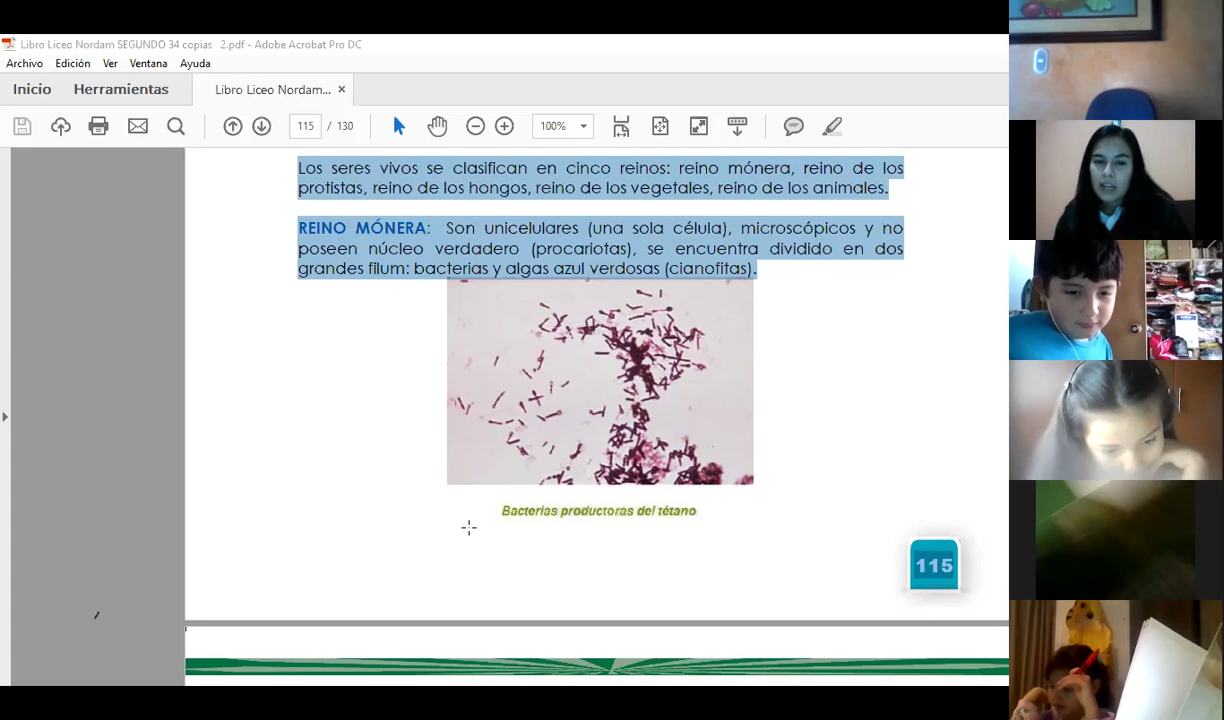 Libro Liceo Nordam SEGUNDO 34 copias 2.pdf - Adobe Acrobat Pro DC
Archivo Edición Ver Ventana Ayuda
Inicio Herramientas Libro Liceo Nordam... ×
115 / 130 100%
Los seres vivos se clasifican en cinco reinos: reino mónera, reino de los
protistas, reino de los hongos, reino de los vegetales, reino de los animales.
REINO MÓNERA: Son unicelulares (una sola célula), microscópicos y no
poseen núcleo verdadero (procariotas), se encuentra dividido en dos
grandes filum: bacterias y algas azul verdosas (cianofitas).
Bacterias productoras del tétano
115